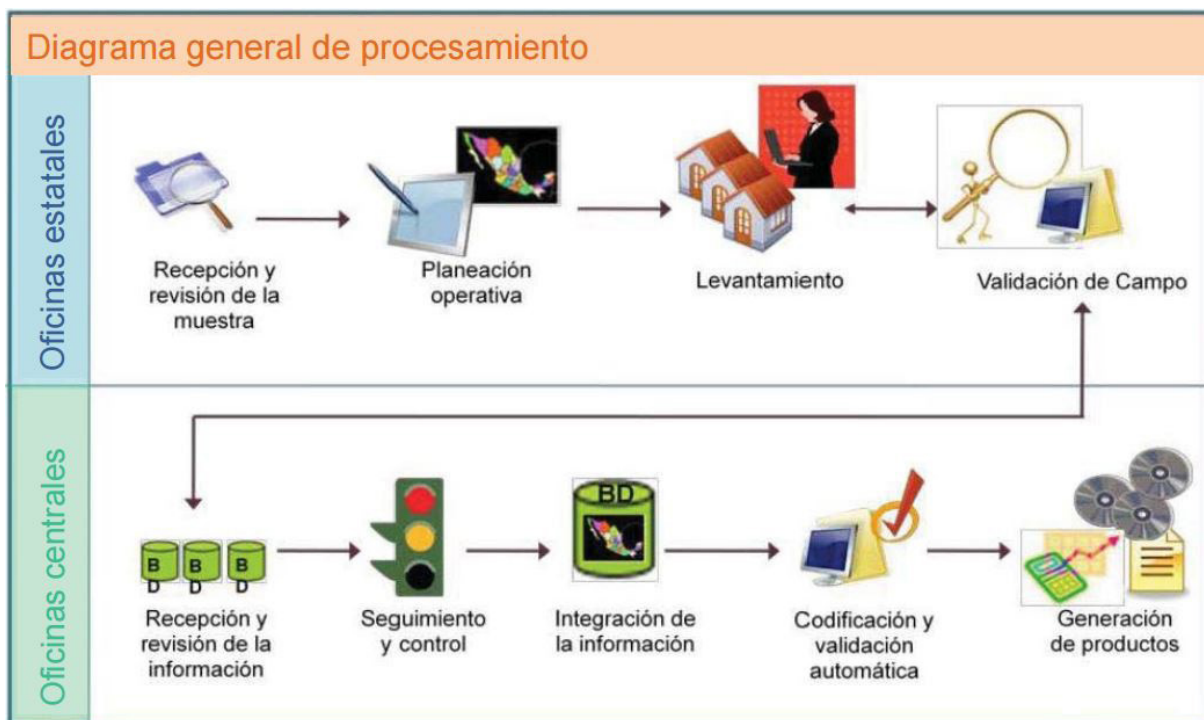 Diagrama general de procesamiento
Oficinas estatales
Recepción y
revisión de la
muestra
Planeación
operativa
Levantamiento
Validación de Campo
Oficinas centrales
B
D
B
D
B
D
Recepción y
revisión de la
información
Seguimiento
y control
BD
Integración de
la información
Codificación y
validación
automática
Generación
de productos